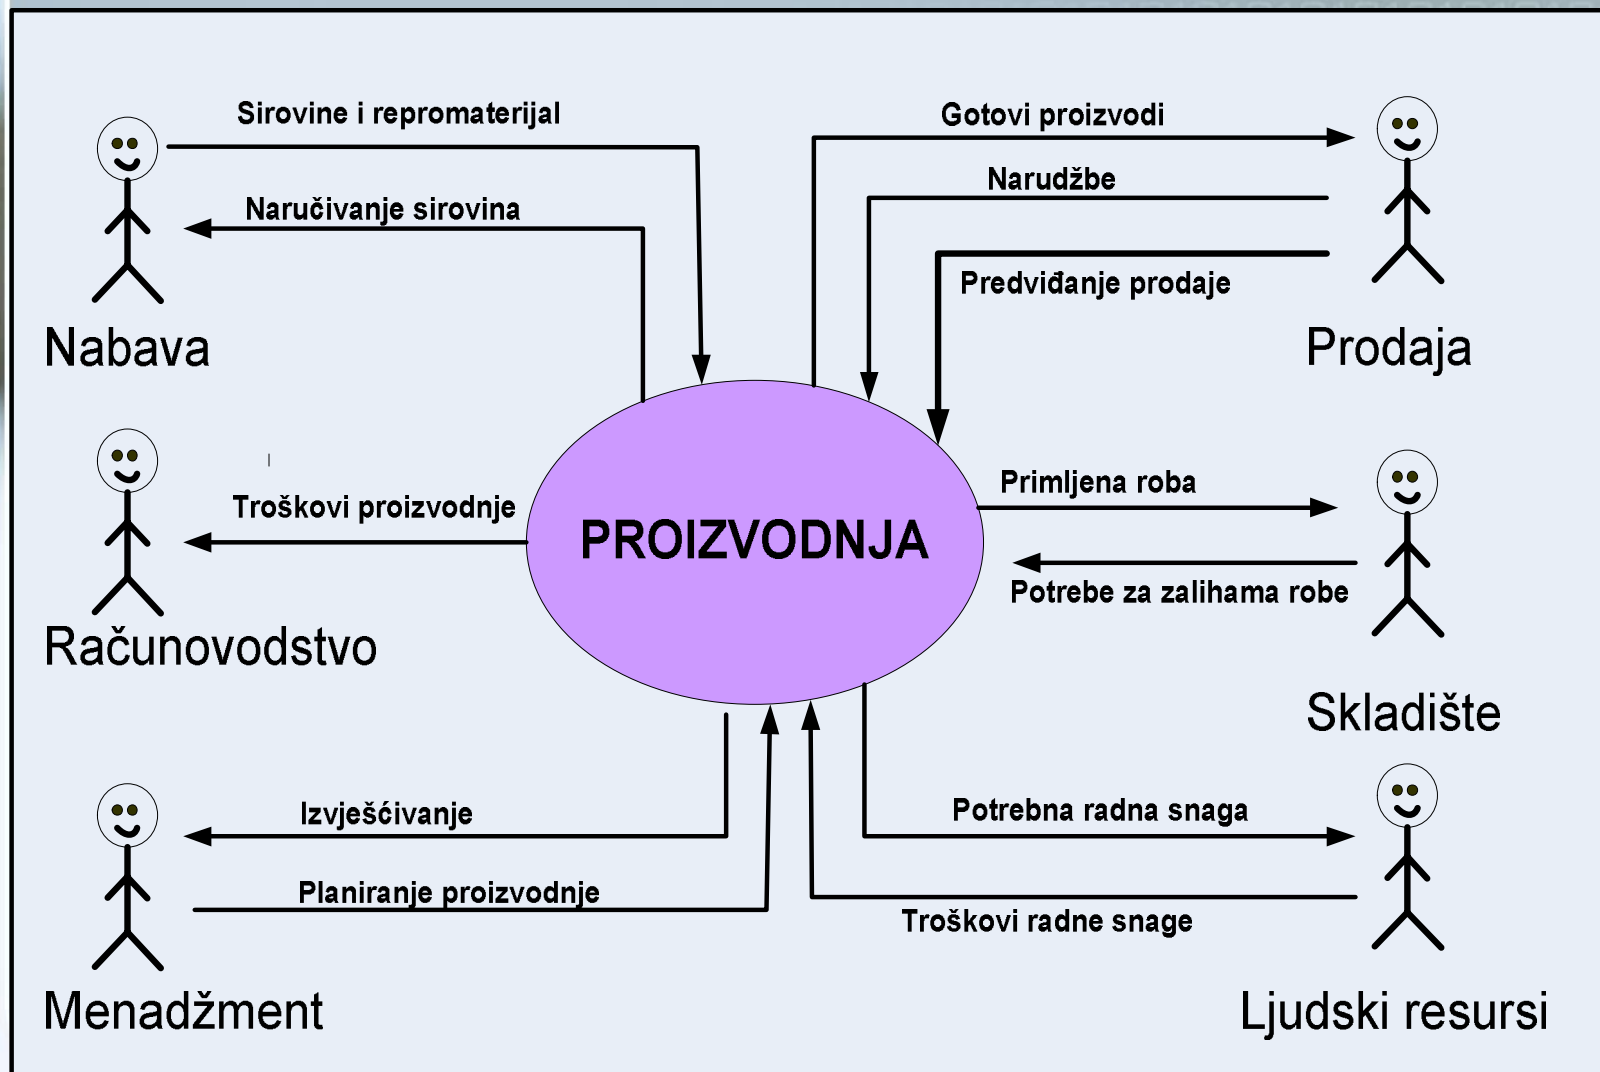 Sirovine i repromaterijal
Naručivanje sirovina
Nabava
Gotovi proizvodi
Narudžbe
Predviđanje prodaje
Prodaja
Troškovi proizvodnje
Računovodstvo
PROIZVODNJA
Primljena roba
Potrebe za zalihama robe
Skladište
Izvješćivanje
Planiranje proizvodnje
Menadžment
Potrebna radna snaga
Troškovi radne snage
Ljudski resursi